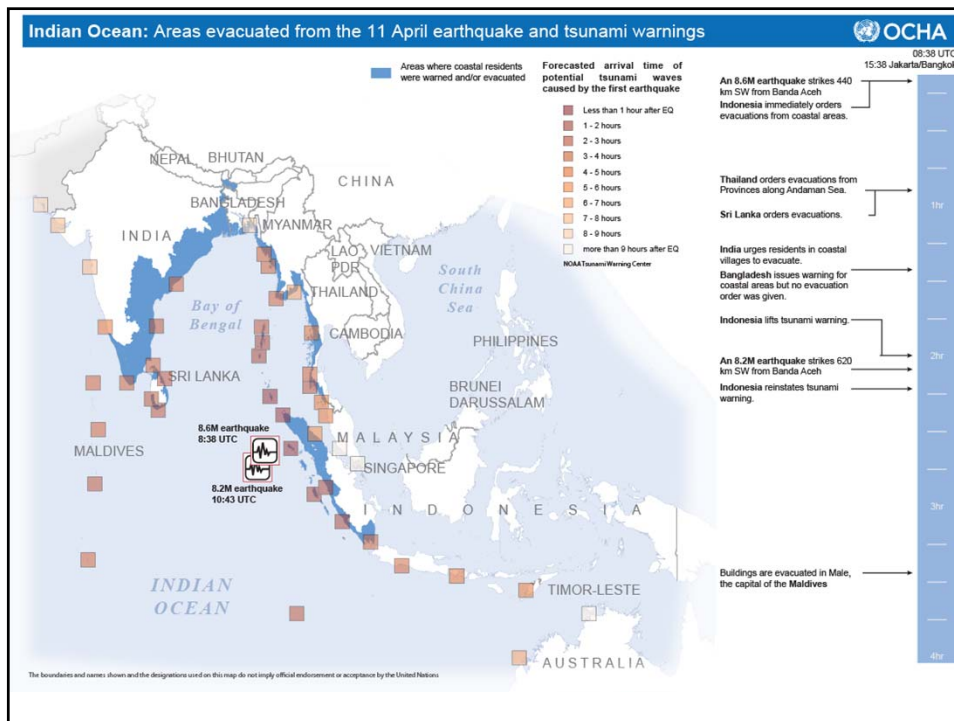 Indian Ocean: Areas evacuated from the 11 April earthquake and tsunami warnings
OCHA
08:38 UTC
15:38 Jakarta/Bangkok
Areas where coastal residents
were warned and/or evacuated
Forecasted arrival time of
potential tsunami waves
caused by the first earthquake
Less than 1 hour after EQ
1 - 2 hours
2 - 3 hours
3 - 4 hours
4 - 5 hours
5 - 6 hours
6 - 7 hours
7 - 8 hours
8 - 9 hours
more than 9 hours after EQ
NOAA Tsunami Warning Center
An 8.6M earthquake strikes 440
km SW from Banda Aceh
Indonesia immediately orders
evacuations from coastal areas.
Thailand orders evacuations from
Provinces along Andaman Sea.
Sri Lanka orders evacuations.
1hr
India urges residents in coastal
villages to evacuate.
Bangladesh issues warning for
coastal areas but no evacuation
order was given.
Indonesia lifts tsunami warning.
2hr
An 8.2M earthquake strikes 620
km SW from Banda Aceh
Indonesia reinstates tsunami
warning.
3hr
Buildings are evacuated in Male,
the capital of the Maldives
4hr
NEPAL
BHUTAN
CHINA
BANGLADESH
INDIA
MYANMAR
LAO
PDR
VIETNAM
THAILAND
South
China
Sea
Bay of
Bengal
CAMBODIA
PHILIPPINES
SRI LANKA
BRUNEI
DARUSSALAM
8.6M earthquake
8:38 UTC
MALAYSIA
MALDIVES
SINGAPORE
8.2M earthquake
10:43 UTC
INDONESIA
INDIAN
OCEAN
TIMOR-LESTE
AUSTRALIA
The boundaries and names shown and the designations used on this map do not imply official endorsement or acceptance by the United Nations